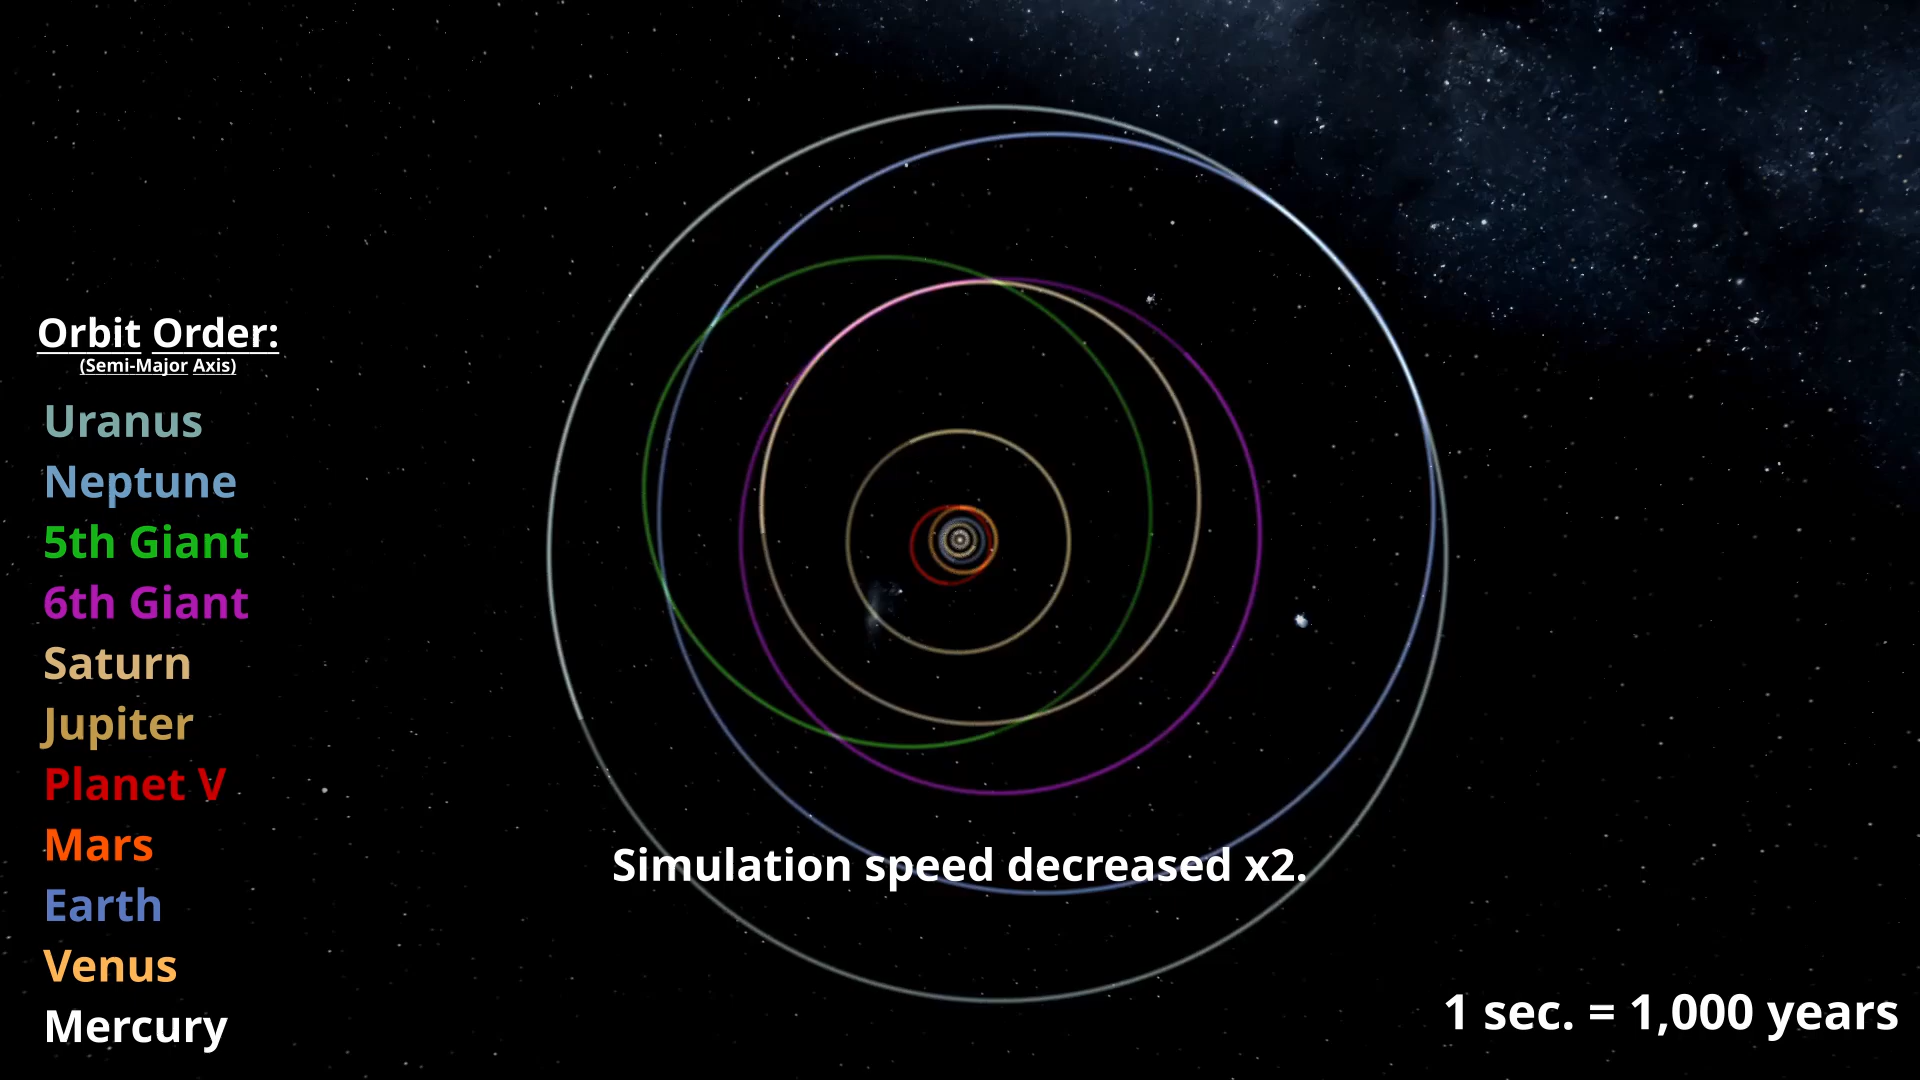 Orbit Order:
(Semi-Major Axis)
Uranus
Neptune
5th Giant
6th Giant
Saturn
Jupiter
Planet V
Mars
Earth
Venus
Mercury
Simulation speed decreased x2.
1 sec. = 1,000 years